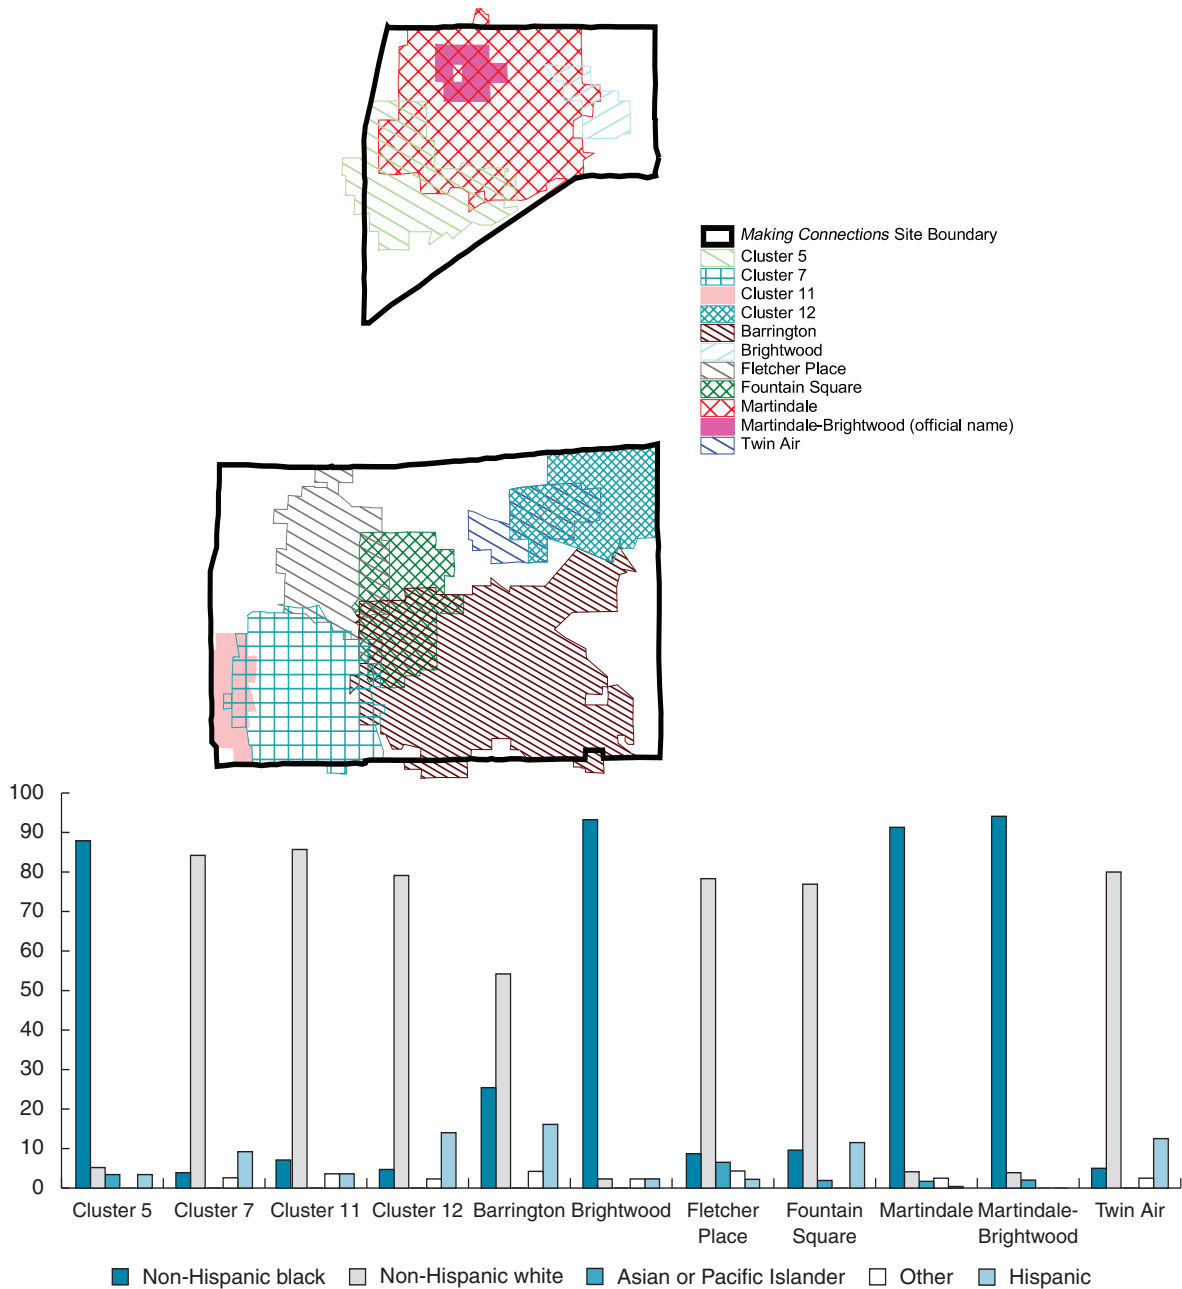 Making Connections Site Boundary
Cluster 5
Cluster 7
Cluster 11
Cluster 12
Barrington
Brightwood
Fletcher Place
Fountain Square
Martindale
Martindale-Brightwood (official name)
Twin Air
100
90
80
70
60
50
40
30
20
10
0
Cluster 5 Cluster 7 Cluster 11 Cluster 12 Barrington Brightwood Fletcher Fountain Martindale Martindale- Twin Air
Place Square Brightwood
Non-Hispanic black Non-Hispanic white Asian or Pacific Islander Other Hispanic